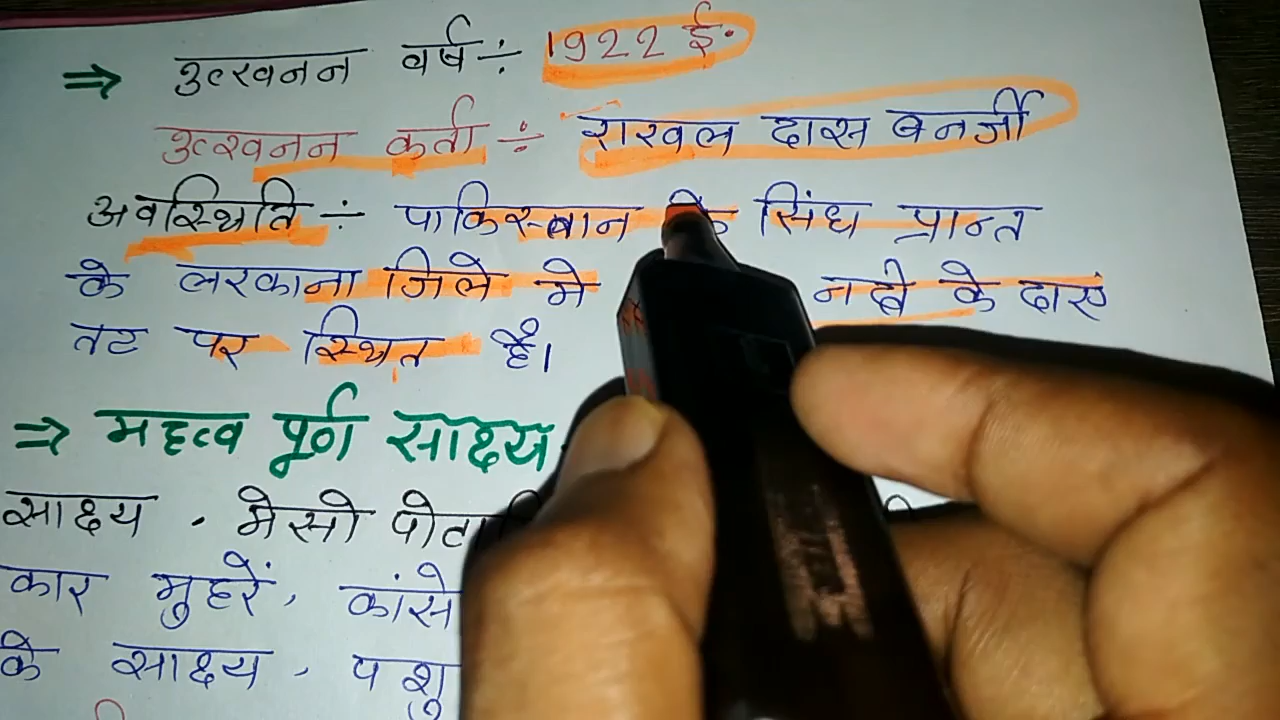 ⇒ उत्खनन वर्ष ÷ 1922 ई.
उत्खनन कर्ता ÷ राखल दास बनर्जी
अवस्थिति ÷ पाकिस्बान के सिंध प्रान्त
के लरकाना जिले मे नदी के दाएं
तट पर स्थित है।
⇒ महत्व पूर्ण साक्ष्य
साक्ष्य . मेसो पोटा
कार मुहरें, कांसे
के साक्ष्य, पशु